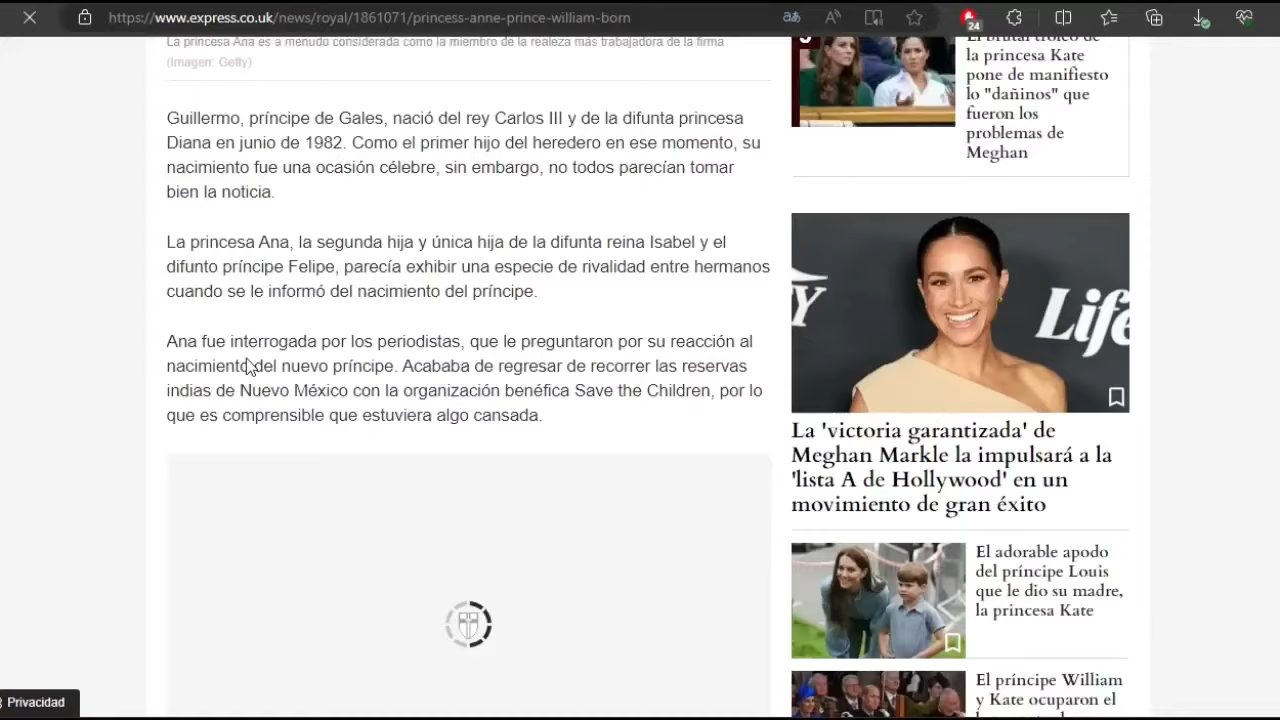 https://www.express.co.uk/news/royal/1861071/princess-anne-prince-william-born
24
La princesa Ana es a menudo considerada como la miembro de la realeza más trabajadora de la firma
(Imagen: Getty)
Guillermo, príncipe de Gales, nació del rey Carlos III y de la difunta princesa
Diana en junio de 1982. Como el primer hijo del heredero en ese momento, su
nacimiento fue una ocasión célebre, sin embargo, no todos parecían tomar
bien la noticia.
La princesa Ana, la segunda hija y única hija de la difunta reina Isabel y el
difunto príncipe Felipe, parecía exhibir una especie de rivalidad entre hermanos
cuando se le informó del nacimiento del príncipe.
Ana fue interrogada por los periodistas, que le preguntaron por su reacción al
nacimiento del nuevo príncipe. Acababa de regresar de recorrer las reservas
indias de Nuevo México con la organización benéfica Save the Children, por lo
que es comprensible que estuviera algo cansada.
El brutal troleo de
la princesa Kate
pone de manifiesto
lo "dañinos" que
fueron los
problemas de
Meghan
Y
Life
La 'victoria garantizada' de
Meghan Markle la impulsará a la
'lista A de Hollywood' en un
movimiento de gran éxito
El adorable apodo
del príncipe Louis
que le dio su madre,
la princesa Kate
El príncipe William
y Kate ocuparon el
Privacidad